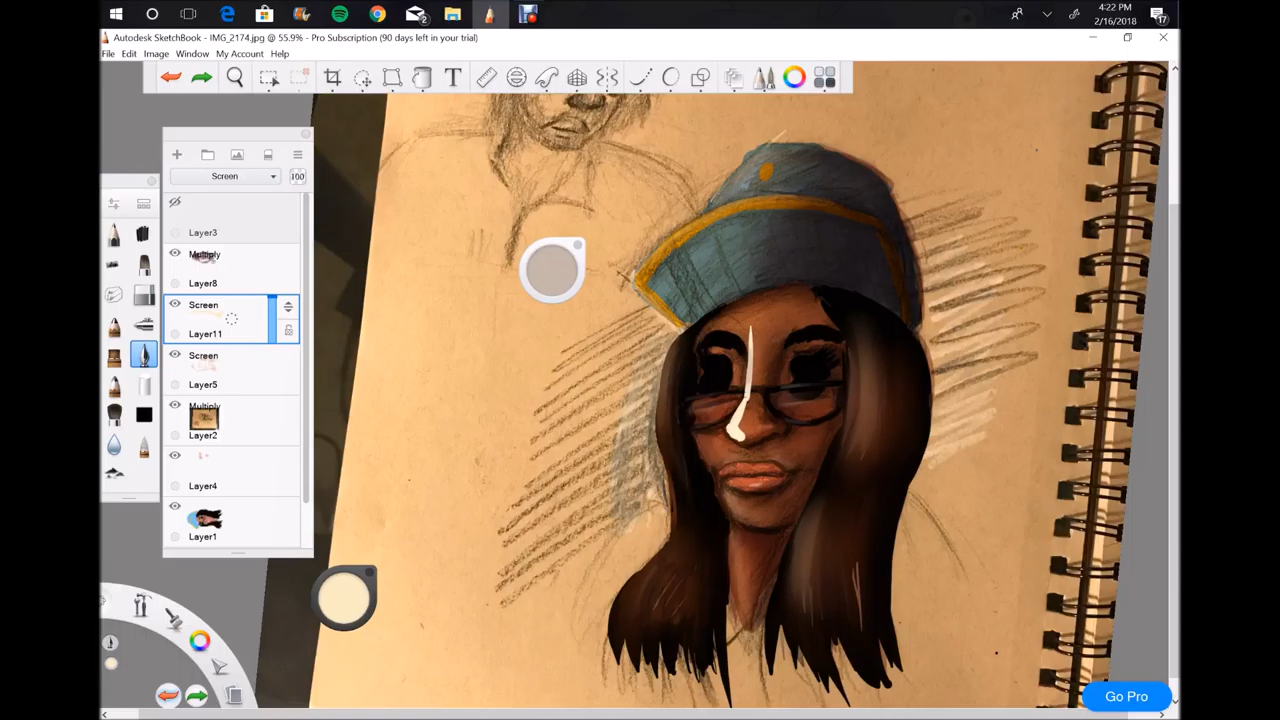 2
4:22 PM
2/16/2018
17
Autodesk SketchBook - IMG_2174.jpg @ 55.9% - Pro Subscription (90 days left in your trial)
File Edit Image Window My Account Help
T
Screen
100
Layer3
Multiply
Layer8
Screen
Layer11
Screen
Layer5
Multiply
Layer2
Layer4
Layer1
Go Pro